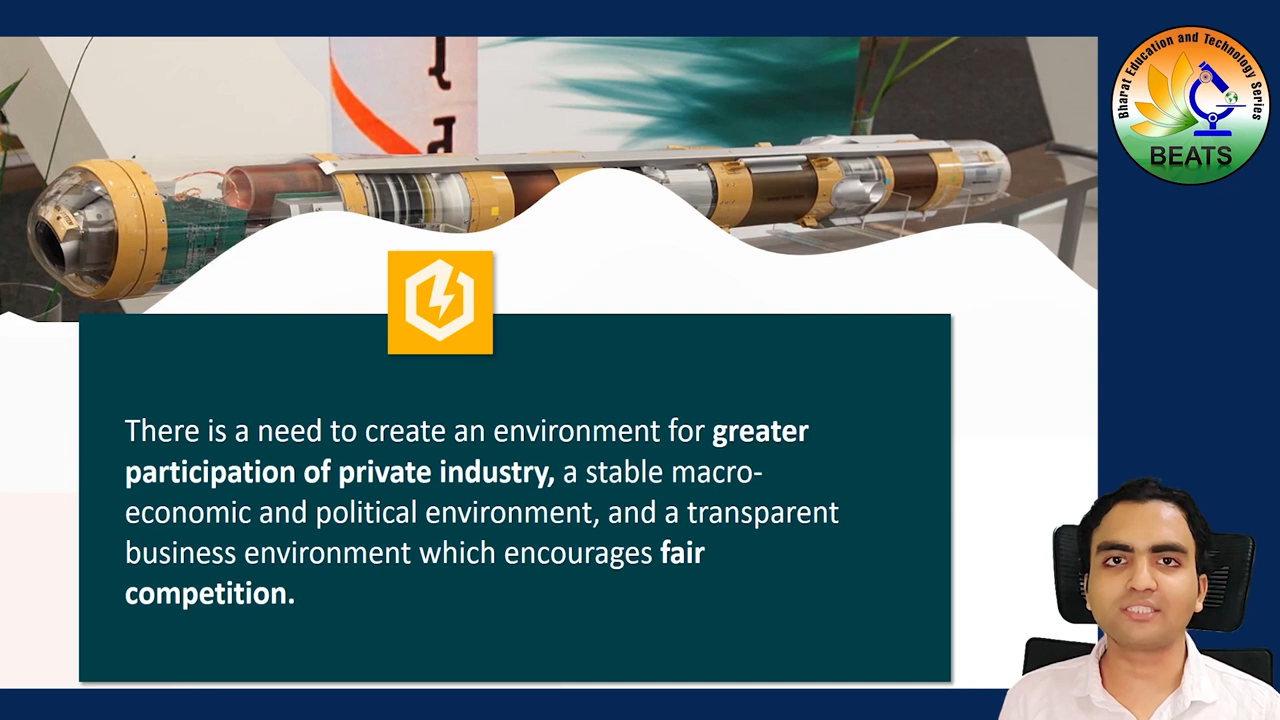 Bharat Education and Technology Series
BEATS
There is a need to create an environment for greater
participation of private industry, a stable macro-
economic and political environment, and a transparent
business environment which encourages fair
competition.